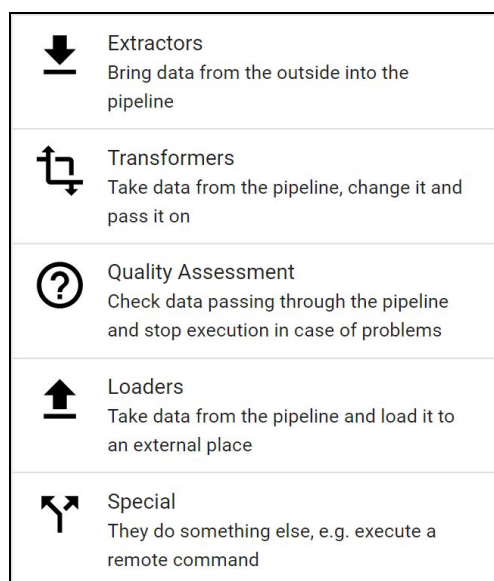 Extractors
Bring data from the outside into the
pipeline
Transformers
Take data from the pipeline, change it and
pass it on
Quality Assessment
Check data passing through the pipeline
and stop execution in case of problems
Loaders
Take data from the pipeline and load it to
an external place
Special
They do something else, e.g. execute a
remote command